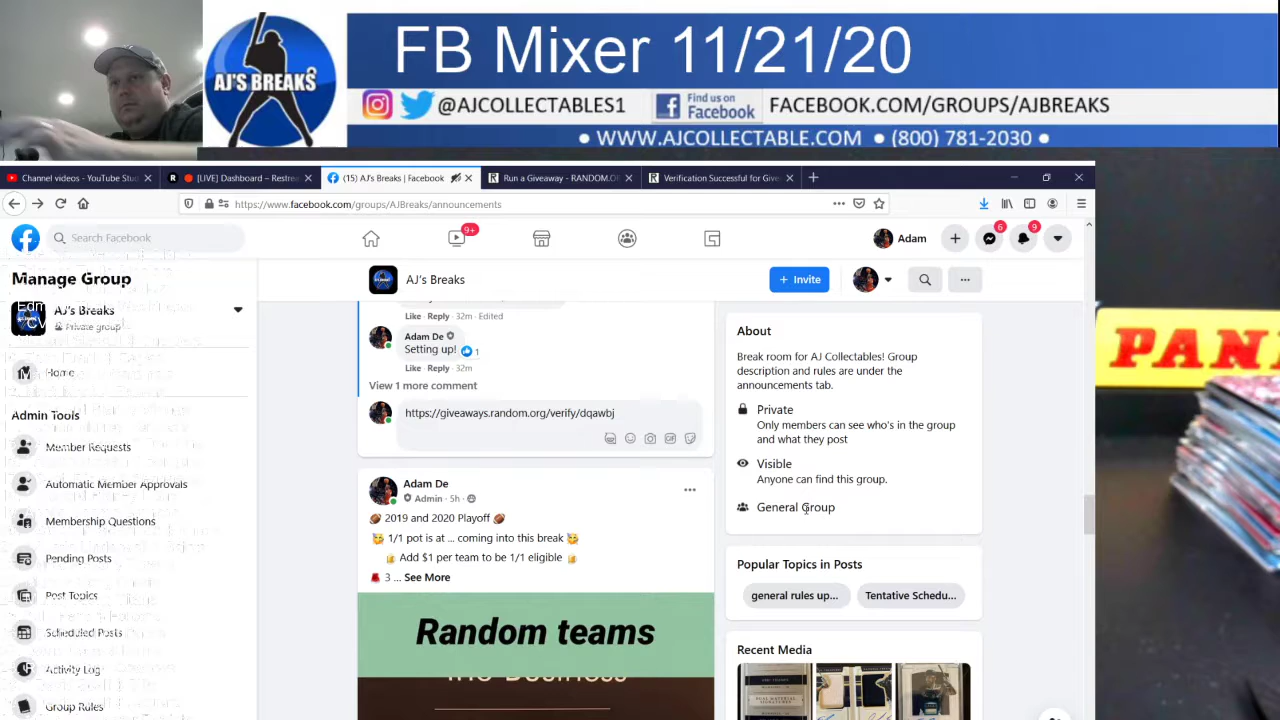 FB Mixer 11/21/20
AJ'S BREAKS
@AJCOLLECTABLES1
Find us on
Facebook
FACEBOOK.COM/GROUPS/AJBREAKS
• WWW.AJCOLLECTABLE.COM • (800) 781-2030 •
Channel videos - YouTube Stu
[LIVE] Dashboard – Restre
(15) AJ's Breaks | Facebook
Run a Giveaway - RANDOM.OR
Verification Successful for Give
https://www.facebook.com/groups/AJBreaks/announcements
Search Facebook
9+
Adam
6
9
Manage Group
AJ's Breaks
Private group
Home
Admin Tools
Member Requests
Automatic Member Approvals
Membership Questions
Pending Posts
Post Topics
Scheduled Posts
Activity Log
Group Rules
AJ's Breaks
+ Invite
Like · Reply · 32m · Edited
Adam De
Setting up!
1
Like · Reply · 32m
View 1 more comment
https://giveaways.random.org/verify/dqawbj
GIF
Adam De
Admin · 5h ·
🏈 2019 and 2020 Playoff 🏈
🥳 1/1 pot is at ... coming into this break 🥳
🍻 Add $1 per team to be 1/1 eligible 🍻
3 ... See More
Random teams
About
Break room for AJ Collectables! Group
description and rules are under the
announcements tab.
Private
Only members can see who's in the group
and what they post
Visible
Anyone can find this group.
General Group
Popular Topics in Posts
general rules up...
Tentative Schedu...
Recent Media
PANI